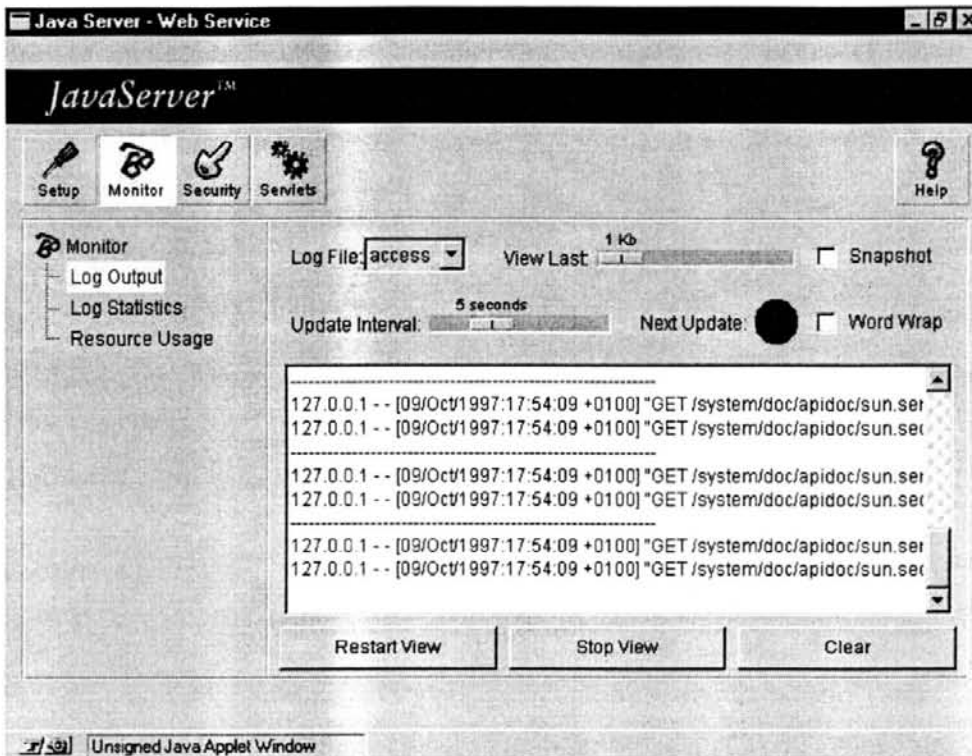 Java Server - Web Service
JavaServer™
Setup
Monitor
Security
Servlets
Help
Monitor
Log Output
Log Statistics
Resource Usage
Log File: access
View Last: 1 Kb
Snapshot
Update Interval: 5 seconds
Next Update:
Word Wrap
--------------------------------------------------------------
127.0.0.1 - - [09/Oct/1997:17:54:09 +0100] "GET /system/doc/apidoc/sun.ser
127.0.0.1 - - [09/Oct/1997:17:54:09 +0100] "GET /system/doc/apidoc/sun.sec
--------------------------------------------------------------
127.0.0.1 - - [09/Oct/1997:17:54:09 +0100] "GET /system/doc/apidoc/sun.ser
127.0.0.1 - - [09/Oct/1997:17:54:09 +0100] "GET /system/doc/apidoc/sun.sec
--------------------------------------------------------------
127.0.0.1 - - [09/Oct/1997:17:54:09 +0100] "GET /system/doc/apidoc/sun.ser
127.0.0.1 - - [09/Oct/1997:17:54:09 +0100] "GET /system/doc/apidoc/sun.sec
Restart View
Stop View
Clear
Unsigned Java Applet Window